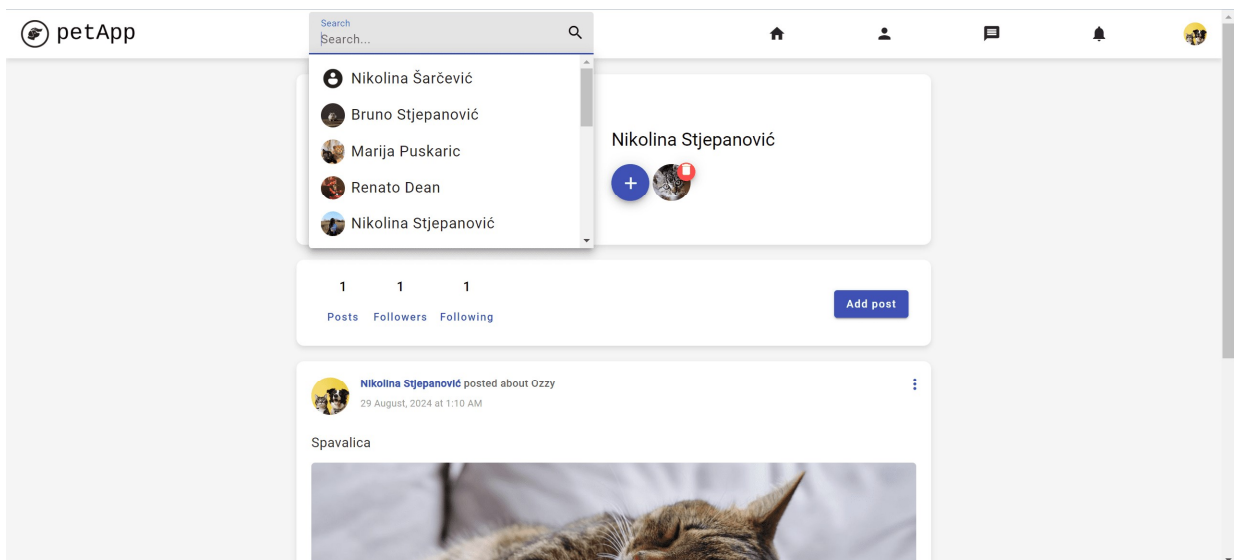 petApp
Search
Search...
Nikolina Šarčević
Bruno Stjepanović
Marija Puskaric
Renato Dean
Nikolina Stjepanović
Nikolina Stjepanović
1 1 1
Posts Followers Following
Add post
Nikolina Stjepanović posted about Ozzy
29 August, 2024 at 1:10 AM
Spavalica